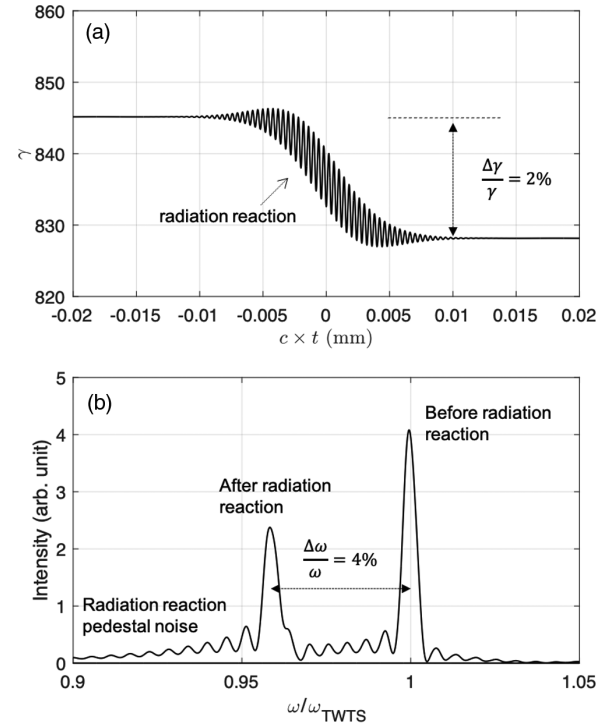 860
(a)
850
Δγ/γ = 2%
840
γ
radiation reaction
830
820
-0.02 -0.015 -0.01 -0.005 0 0.005 0.01 0.015 0.02
c × t (mm)
5
(b)
Before radiation
reaction
4
After radiation
reaction
3
Intensity (arb. unit)
Δω/ω = 4%
2
Radiation reaction
pedestal noise
1
0
0.9 0.95 1 1.05
ω/ω_TWTS